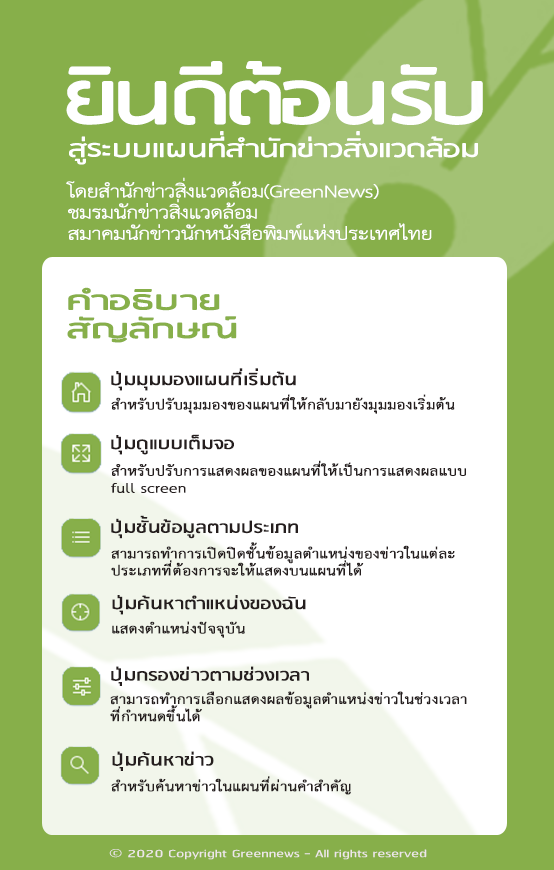 ยินดีต้อนรับ
สู่ระบบแผนที่สำนักข่าวสิ่งแวดล้อม
โดยสำนักข่าวสิ่งแวดล้อม(GreenNews)
ชมรมนักข่าวสิ่งแวดล้อม
สมาคมนักข่าวนักหนังสือพิมพ์แห่งประเทศไทย
คำอธิบาย
สัญลักษณ์
ปุ่มมุมมองแผนที่เริ่มต้น
สำหรับปรับมุมมองของแผนที่ให้กลับมายังมุมมองเริ่มต้น
ปุ่มดูแบบเต็มจอ
สำหรับปรับการแสดงผลของแผนที่ให้เป็นการแสดงผลแบบ
full screen
ปุ่มชั้นข้อมูลตามประเภท
สามารถทำการเปิดปิดชั้นข้อมูลตำแหน่งของข่าวในแต่ละ
ประเภทที่ต้องการจะให้แสดงบนแผนที่ได้
ปุ่มค้นหาตำแหน่งของฉัน
แสดงตำแหน่งปัจจุบัน
ปุ่มกรองข่าวตามช่วงเวลา
สามารถทำการเลือกแสดงผลข้อมูลตำแหน่งข่าวในช่วงเวลา
ที่กำหนดขึ้นได้
ปุ่มค้นหาข่าว
สำหรับค้นหาข่าวในแผนที่ผ่านคำสำคัญ
© 2020 Copyright Greennews - All rights reserved